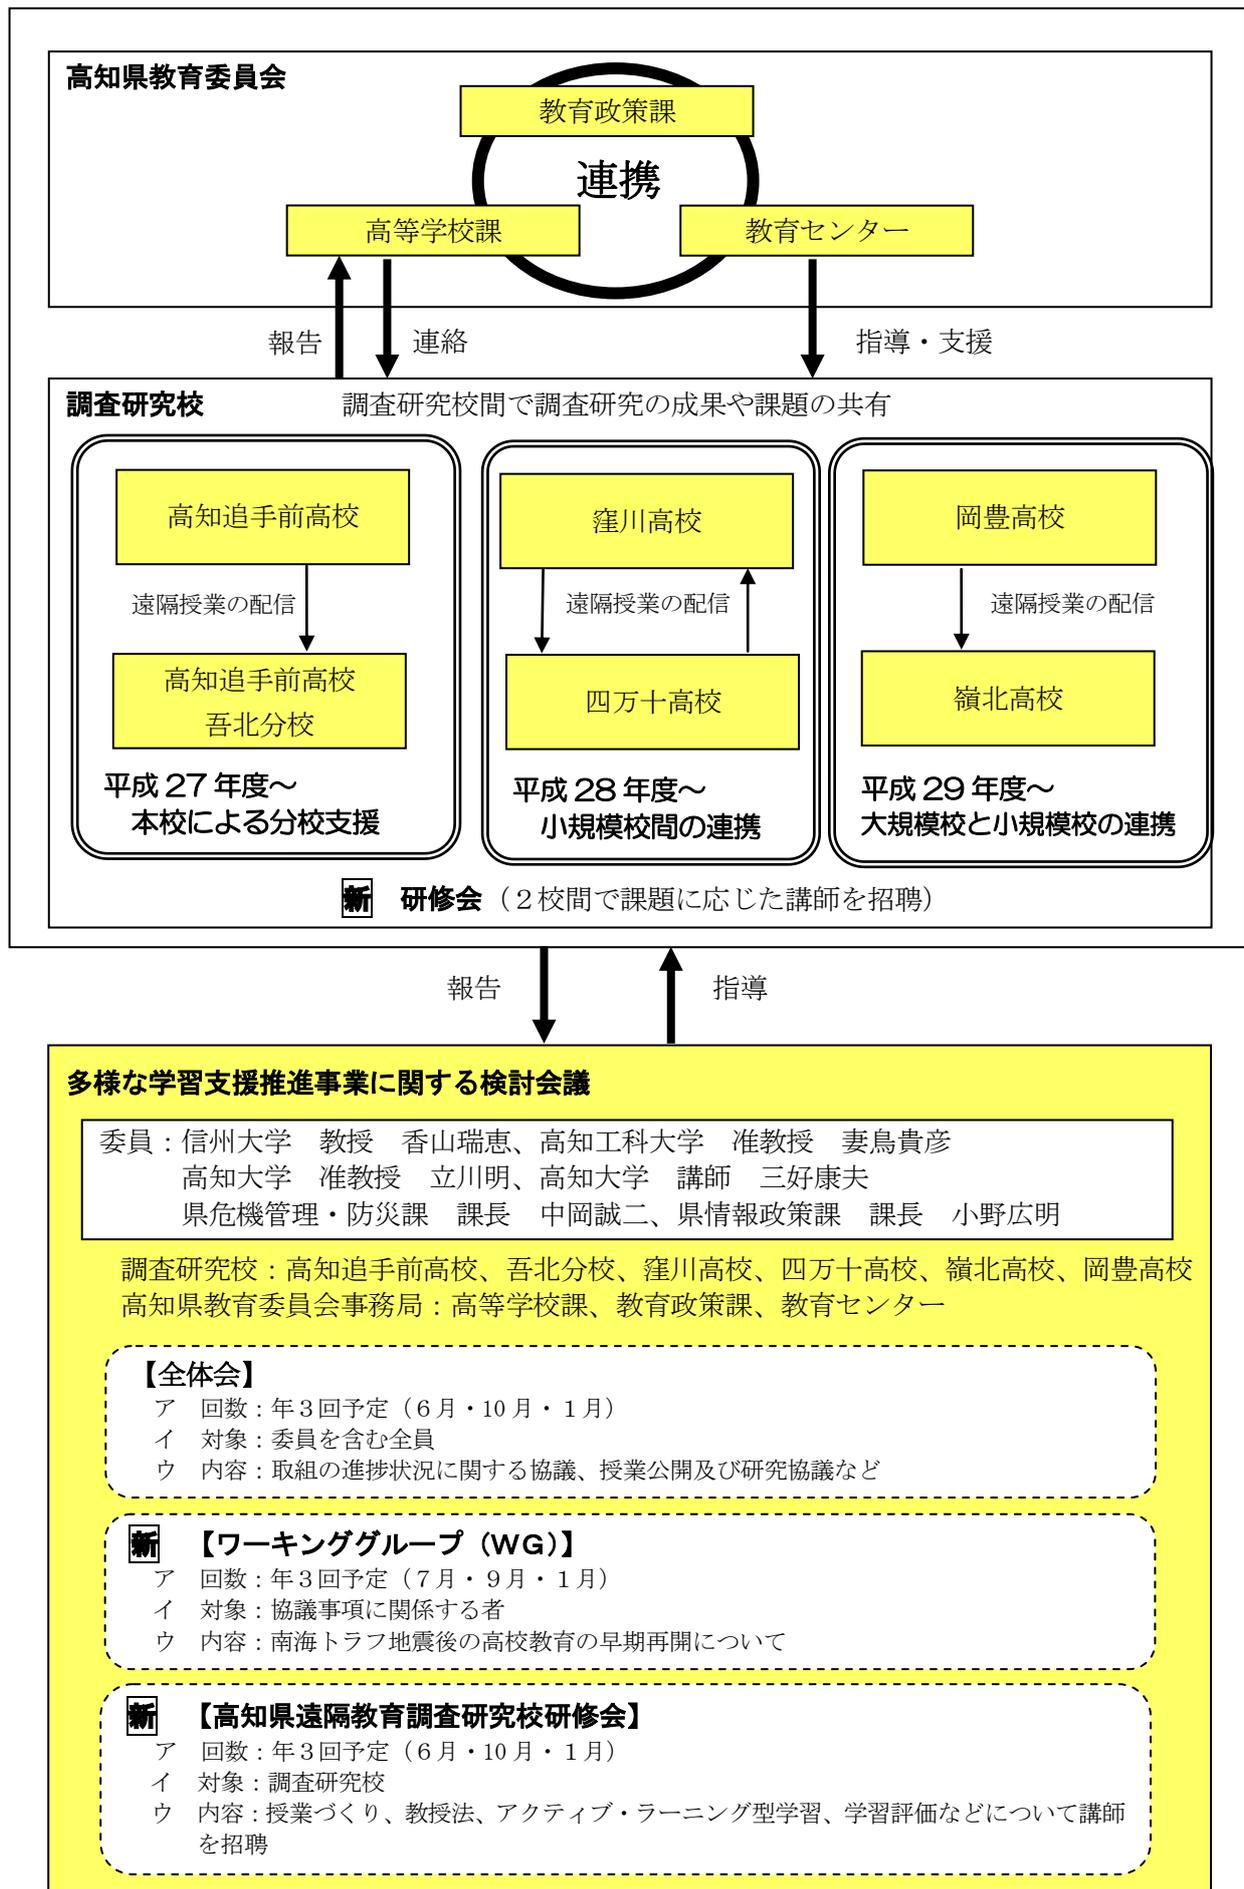 高知県教育委員会
教育政策課
連携
高等学校課
教育センター
報告
連絡
指導・支援
調査研究校　調査研究校間で調査研究の成果や課題の共有
高知追手前高校
遠隔授業の配信
高知追手前高校
吾北分校
平成 27 年度～
本校による分校支援
窪川高校
遠隔授業の配信
四万十高校
平成 28 年度～
小規模校間の連携
岡豊高校
遠隔授業の配信
嶺北高校
平成 29 年度～
大規模校と小規模校の連携
新　研修会（２校間で課題に応じた講師を招聘）
報告
指導
多様な学習支援推進事業に関する検討会議
委員：信州大学　教授　香山瑞恵、高知工科大学　准教授　妻鳥貴彦
高知大学　准教授　立川明、高知大学　講師　三好康夫
県危機管理・防災課　課長　中岡誠二、県情報政策課　課長　小野広明
調査研究校：高知追手前高校、吾北分校、窪川高校、四万十高校、嶺北高校、岡豊高校
高知県教育委員会事務局：高等学校課、教育政策課、教育センター
【全体会】
ア　回数：年３回予定（６月・10 月・１月）
イ　対象：委員を含む全員
ウ　内容：取組の進捗状況に関する協議、授業公開及び研究協議など
新　【ワーキンググループ（ＷＧ）】
ア　回数：年３回予定（７月・９月・１月）
イ　対象：協議事項に関係する者
ウ　内容：南海トラフ地震後の高校教育の早期再開について
新　【高知県遠隔教育調査研究校研修会】
ア　回数：年３回予定（６月・10 月・１月）
イ　対象：調査研究校
ウ　内容：授業づくり、教授法、アクティブ・ラーニング型学習、学習評価などについて講師
を招聘